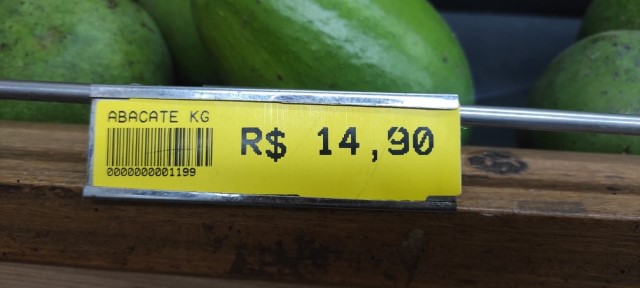 ABACATE KG
R$ 14,90
0000000001199